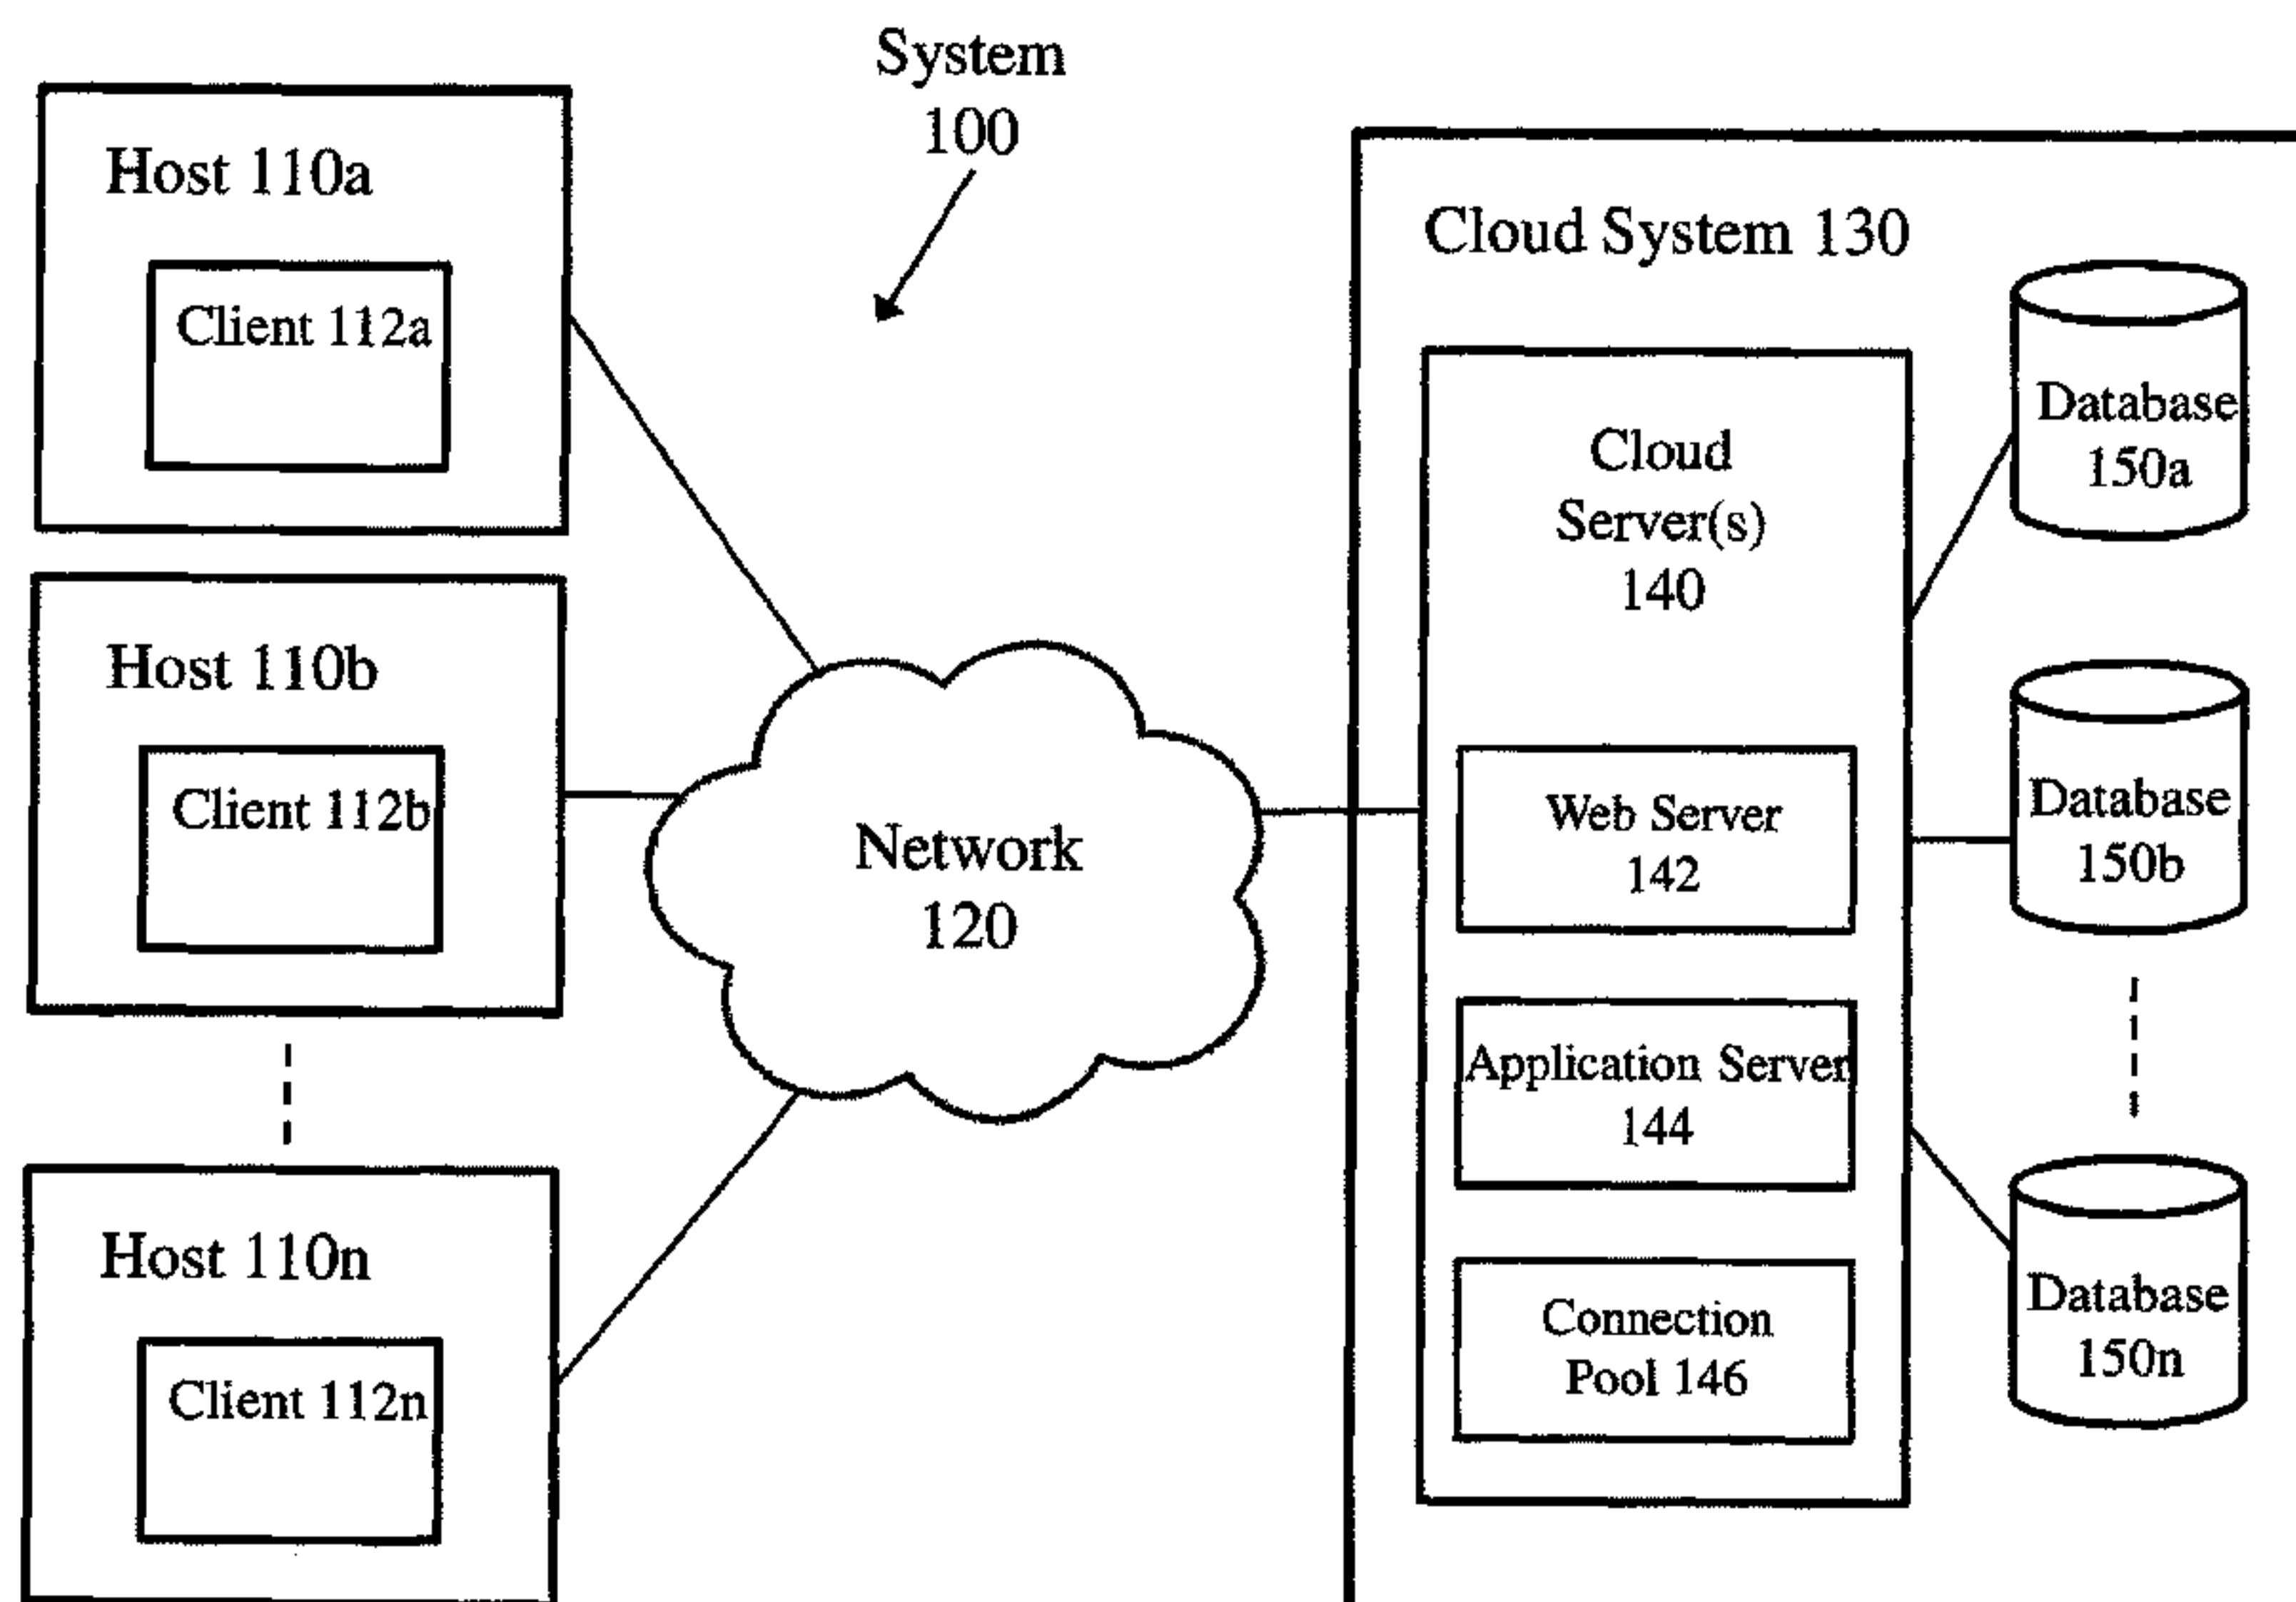 System
100
Host 110a
Client 112a
Host 110b
Client 112b
Host 110n
Client 112n
Network
120
Cloud System 130
Cloud
Server(s)
140
Web Server
142
Application Server
144
Connection
Pool 146
Database
150a
Database
150b
Database
150n